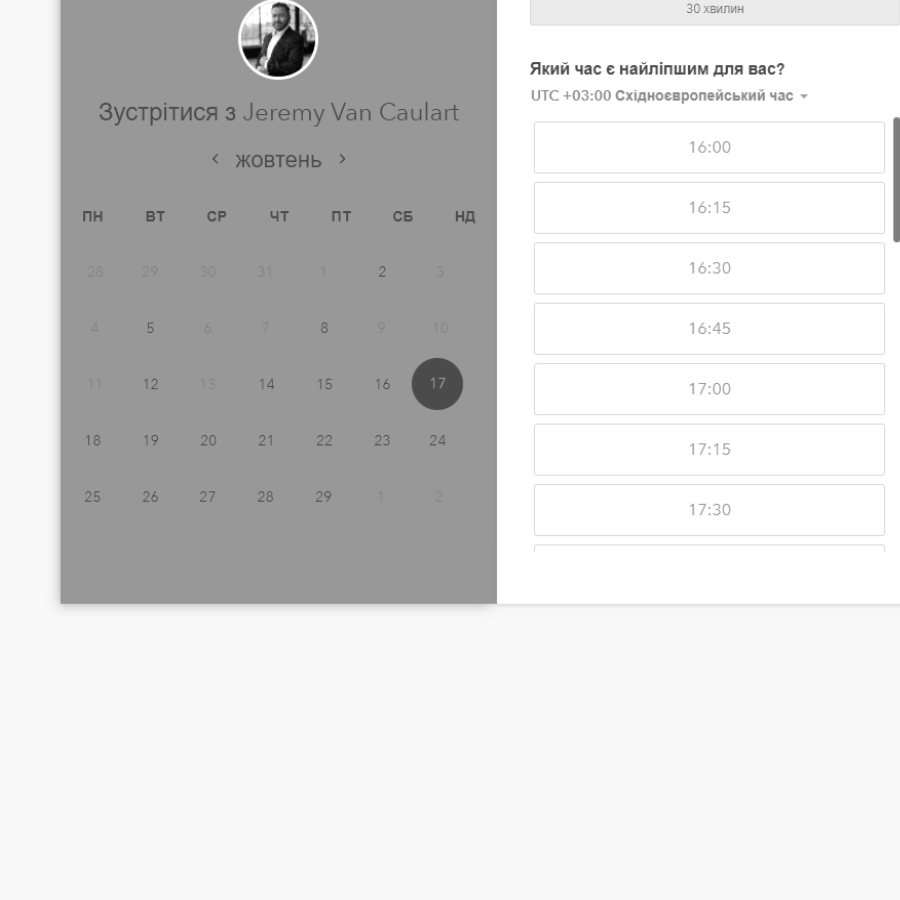 30 хвилин
Зустрітися з Jeremy Van Caulart
жовтень
ПН ВТ СР ЧТ ПТ СБ НД
28 29 30 31 1 2 3
4 5 6 7 8 9 10
11 12 13 14 15 16 17
18 19 20 21 22 23 24
25 26 27 28 29 1 2
Який час є найліпшим для вас?
UTC +03:00 Східноєвропейський час
16:00
16:15
16:30
16:45
17:00
17:15
17:30